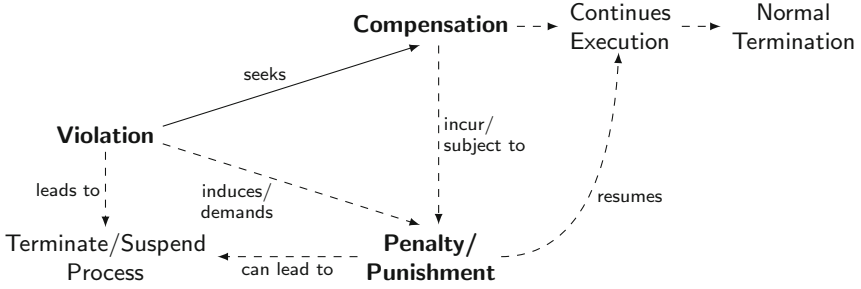 Compensation
Continues
Execution
Normal
Termination
seeks
Violation
incur/
subject to
leads to
induces/
demands
resumes
Terminate/Suspend
Process
can lead to
Penalty/
Punishment